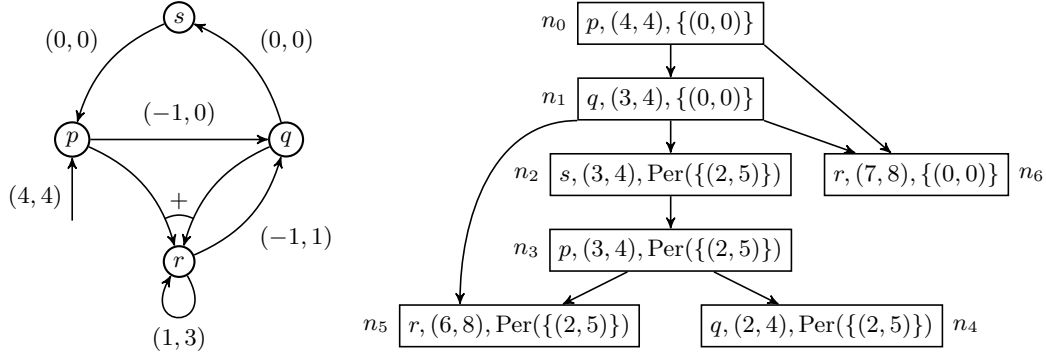 s
(0, 0)
(0, 0)
p
(−1, 0)
q
(4, 4)
+
(−1, 1)
r
(1, 3)
n₀ p, (4, 4), {(0, 0)}
n₁ q, (3, 4), {(0, 0)}
n₂ s, (3, 4), Per({(2, 5)})
r, (7, 8), {(0, 0)} n₆
n₃ p, (3, 4), Per({(2, 5)})
n₅ r, (6, 8), Per({(2, 5)})
q, (2, 4), Per({(2, 5)}) n₄